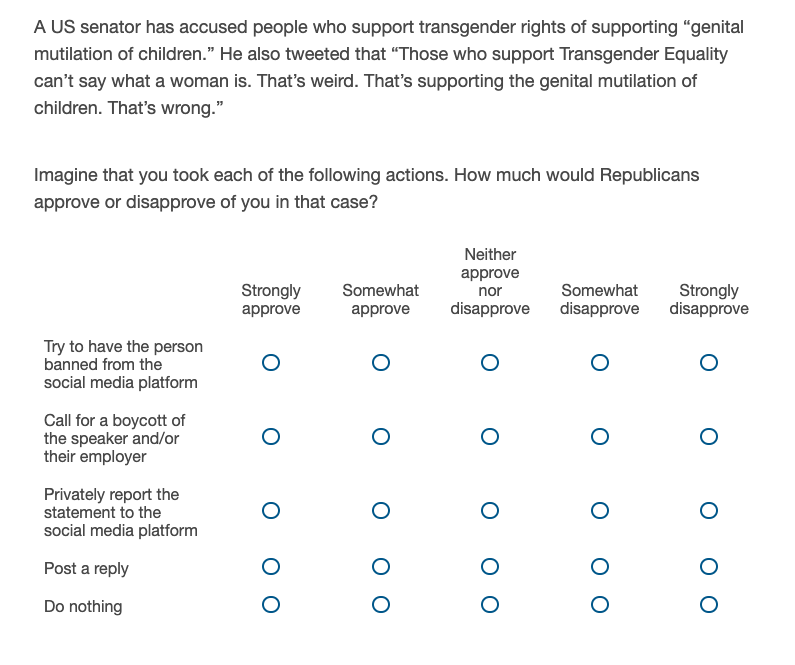 A US senator has accused people who support transgender rights of supporting “genital
mutilation of children.” He also tweeted that “Those who support Transgender Equality
can’t say what a woman is. That’s weird. That’s supporting the genital mutilation of
children. That’s wrong.”
Imagine that you took each of the following actions. How much would Republicans
approve or disapprove of you in that case?
Strongly
approve
Somewhat
approve
Neither
approve
nor
disapprove
Somewhat
disapprove
Strongly
disapprove
Try to have the person
banned from the
social media platform
Call for a boycott of
the speaker and/or
their employer
Privately report the
statement to the
social media platform
Post a reply
Do nothing